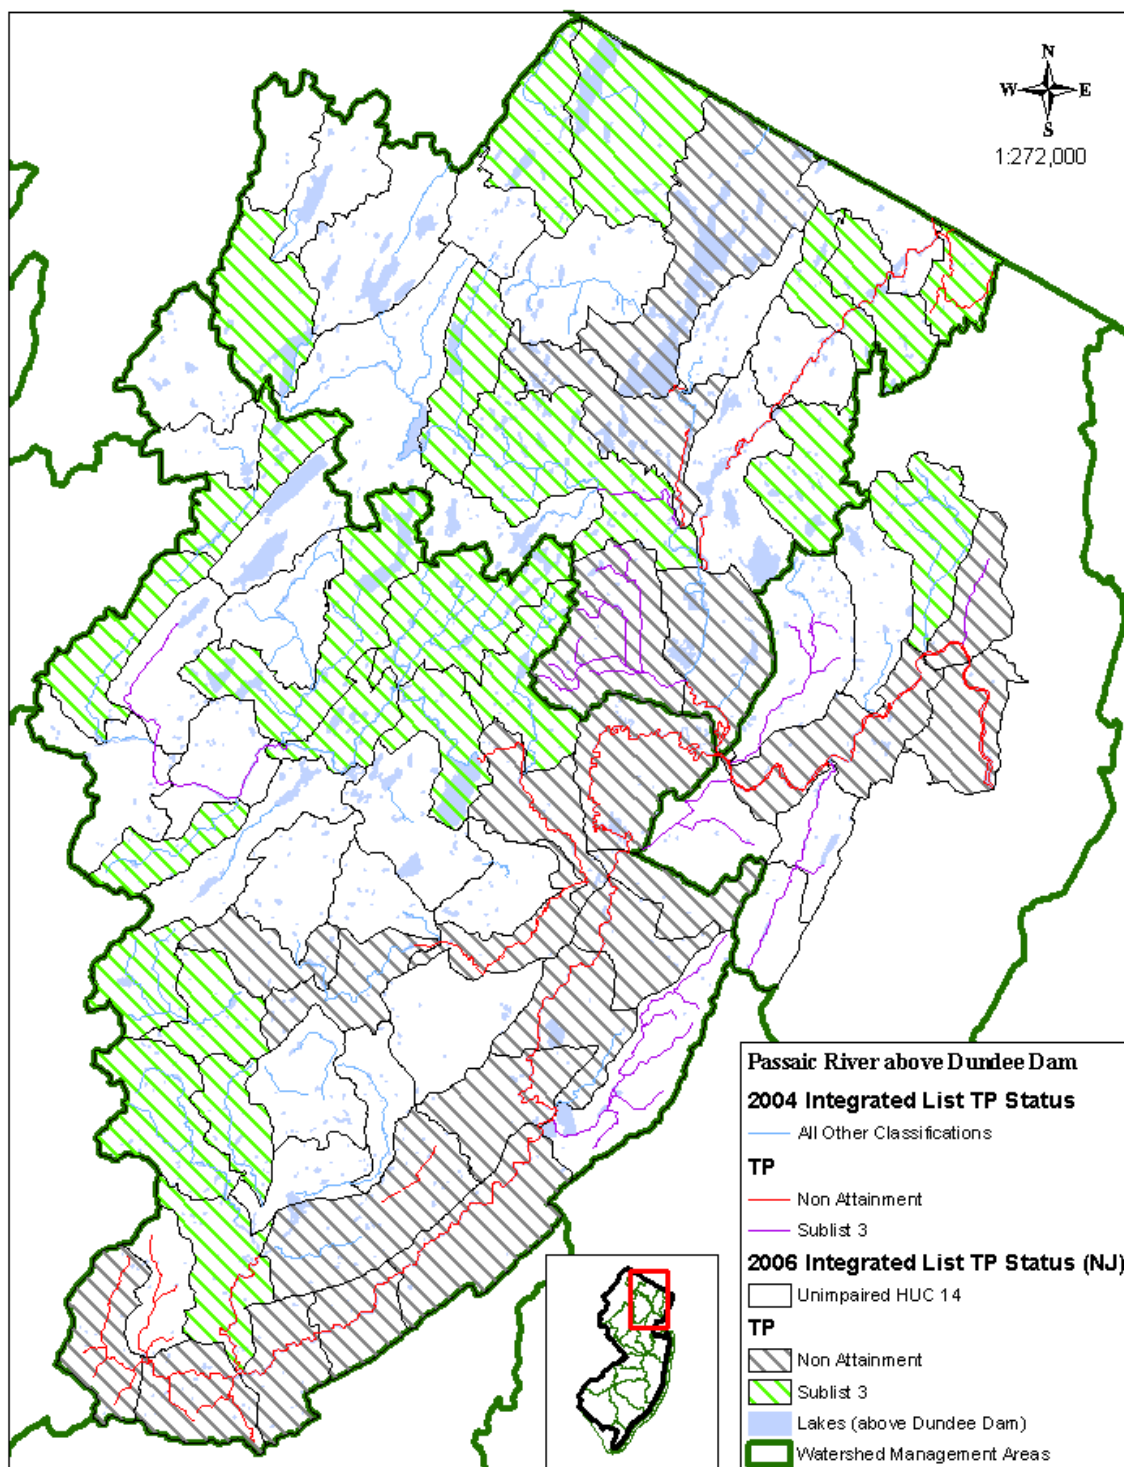 N
W E
S
1:272,000
Passaic River above Dundee Dam
2004 Integrated List TP Status
All Other Classifications
TP
Non Attainment
Sublist 3
2006 Integrated List TP Status (NJ)
Unimpaired HUC 14
TP
Non Attainment
Sublist 3
Lakes (above Dundee Dam)
Watershed Management Areas